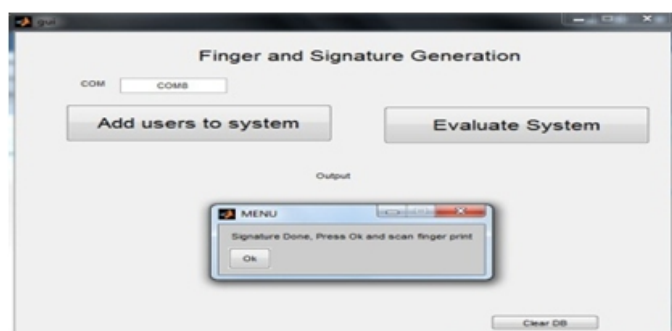 gui
Finger and Signature Generation
COM COM8
Add users to system Evaluate System
Output
MENU
Signature Done, Press Ok and scan finger print
Ok
Clear DB